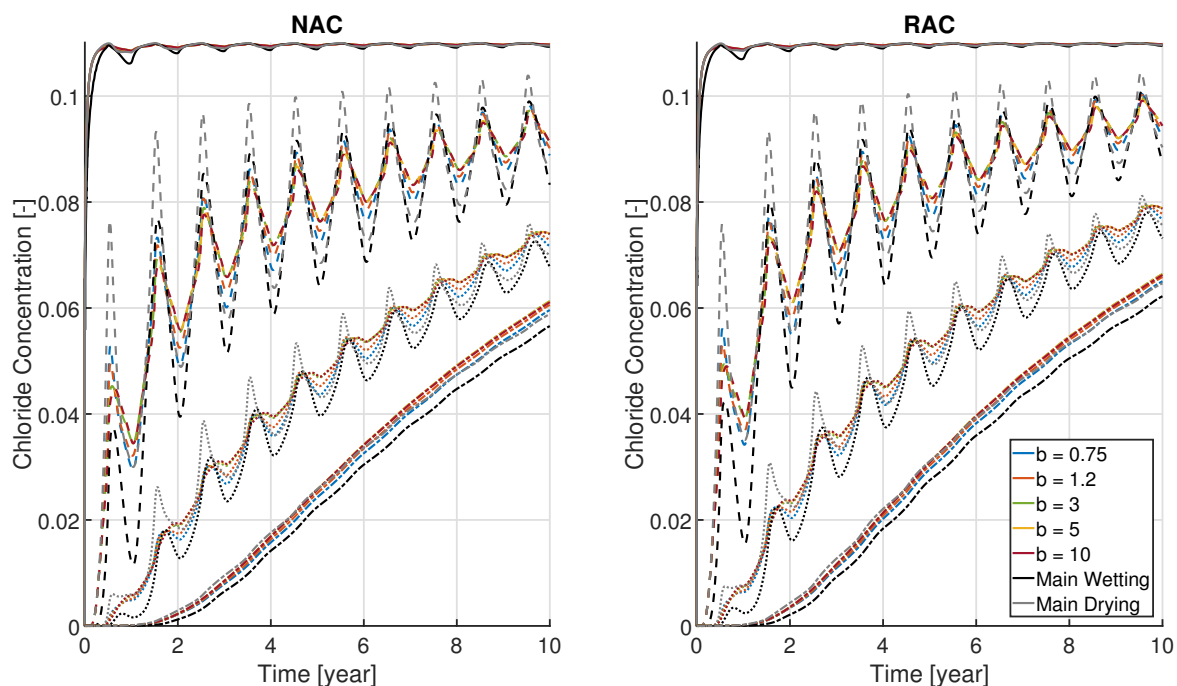 NAC
RAC
Chloride Concentration [-]
0.1
0.08
0.06
0.04
0.02
0
0 2 4 6 8 10
Time [year]
Chloride Concentration [-]
0.1
0.08
0.06
0.04
0.02
0
0 2 4 6 8 10
Time [year]
b = 0.75
b = 1.2
b = 3
b = 5
b = 10
Main Wetting
Main Drying